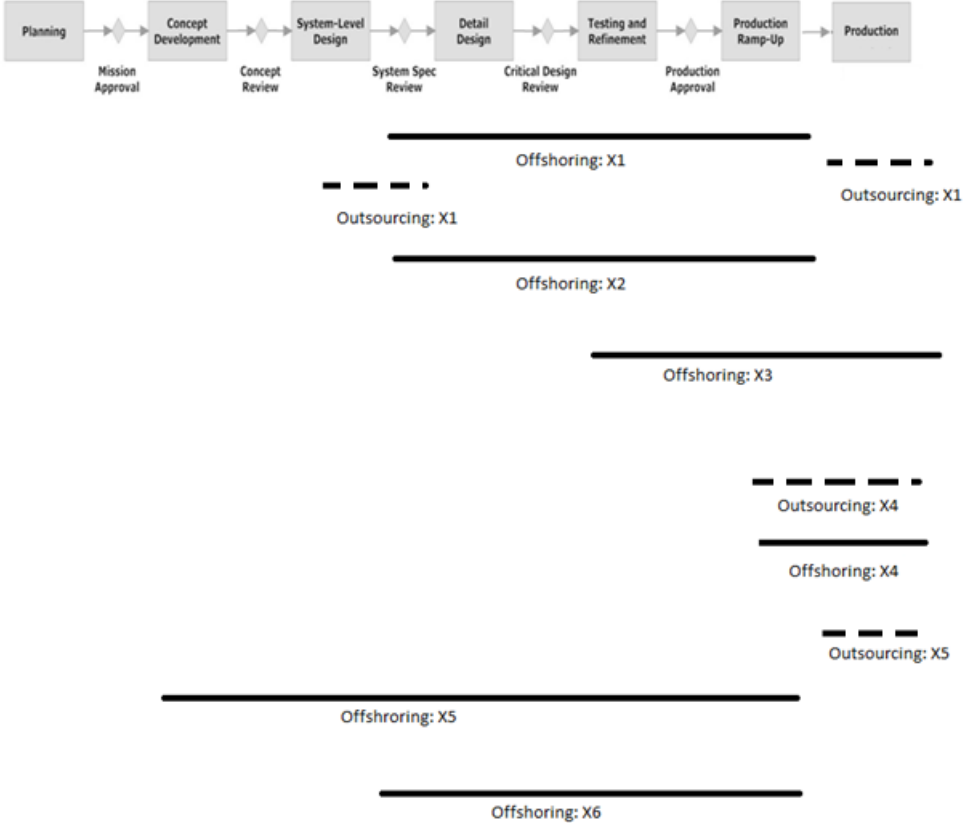 Planning
Concept
Development
System-Level
Design
Detail
Design
Testing and
Refinement
Production
Ramp-Up
Production
Mission
Approval
Concept
Review
System Spec
Review
Critical Design
Review
Production
Approval
Offshoring: X1
Outsourcing: X1
Outsourcing: X1
Offshoring: X2
Offshoring: X3
Outsourcing: X4
Offshoring: X4
Outsourcing: X5
Offshroring: X5
Offshoring: X6